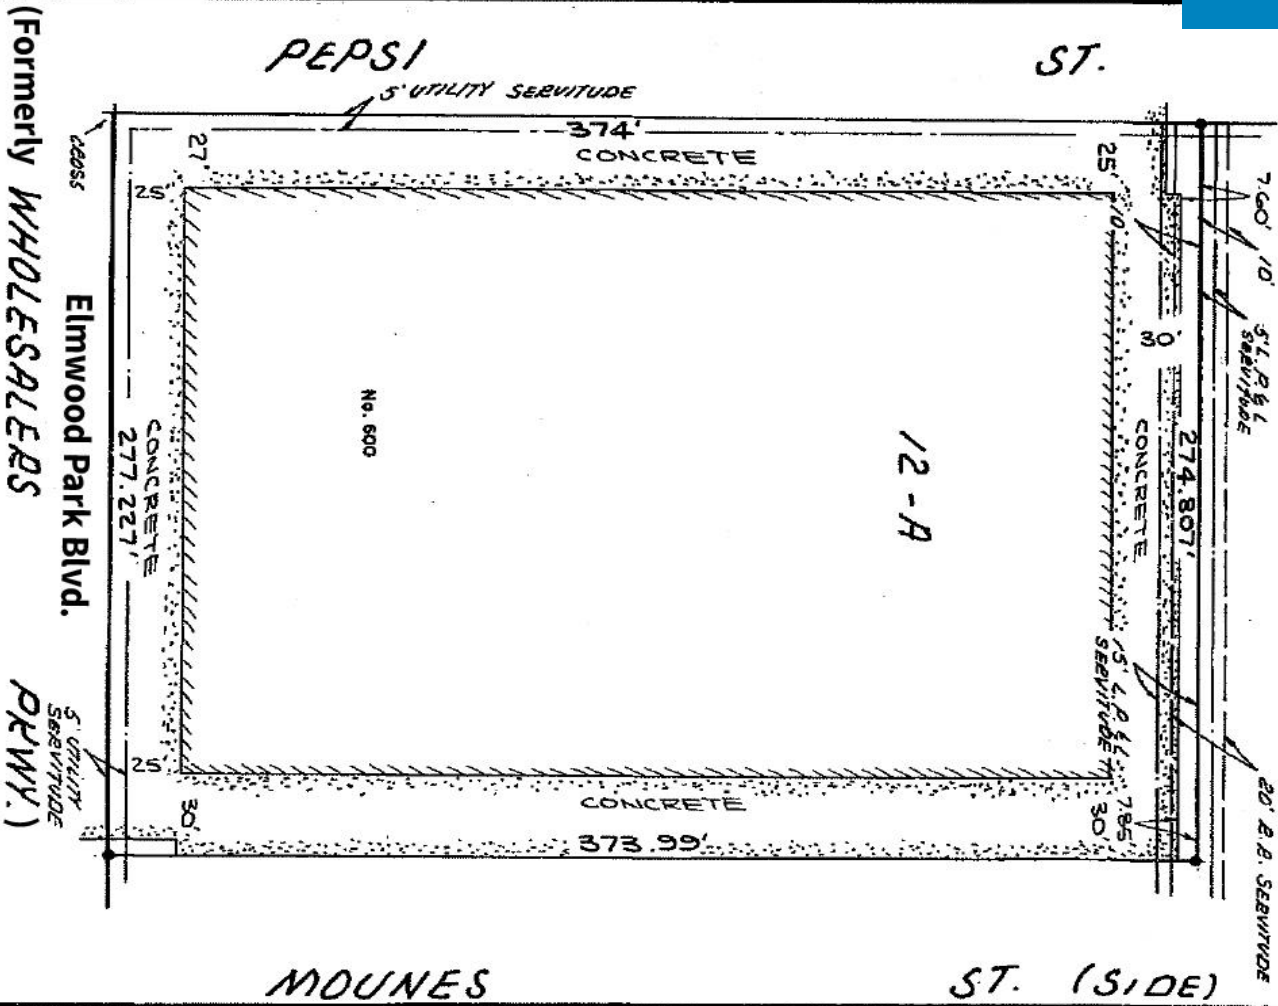 PEPSI ST.
5' UTILITY SERVITUDE
374'
CONCRETE
CROSS
27'
25'
25'
10'
7.60'
10'
5' L.P. & L
SERVITUDE
30'
274.807'
CONCRETE
(Formerly WHOLESALERS PKWY.)
Elmwood Park Blvd.
CONCRETE
277.227'
No. 600
12-A
15' L.P. & L
SERVITUDE
5' UTILITY
SERVITUDE
25'
30'
CONCRETE
373.99'
7.85'
30'
20' R.R. SERVITUDE
MOUNES ST. (SIDE)